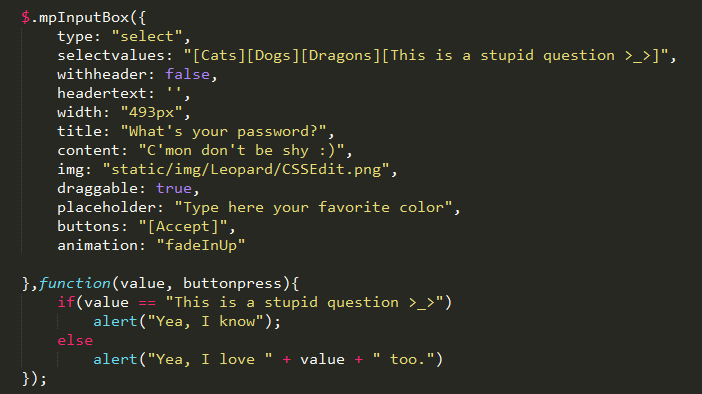 $.mpInputBox({
    type: "select",
    selectvalues: "[Cats][Dogs][Dragons][This is a stupid question >_>]",
    withheader: false,
    headertext: '',
    width: "493px",
    title: "What's your password?",
    content: "C'mon don't be shy :)",
    img: "static/img/Leopard/CSSEdit.png",
    draggable: true,
    placeholder: "Type here your favorite color",
    buttons: "[Accept]",
    animation: "fadeInUp"

},function(value, buttonpress){
    if(value == "This is a stupid question >_>")
        alert("Yea, I know");
    else
        alert("Yea, I love " + value + " too.")
});